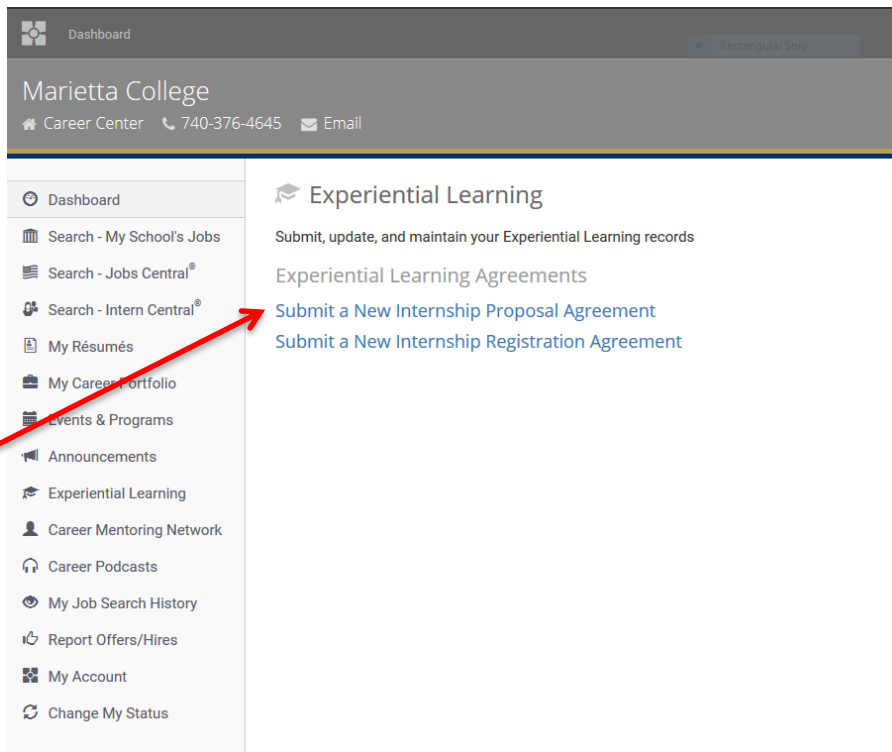 Dashboard
Rectangular Snip
Marietta College
Career Center 740-376-4645 Email
Dashboard
Search - My School's Jobs
Search - Jobs Central®
Search - Intern Central®
My Résumés
My Career Portfolio
Events & Programs
Announcements
Experiential Learning
Career Mentoring Network
Career Podcasts
My Job Search History
Report Offers/Hires
My Account
Change My Status
Experiential Learning
Submit, update, and maintain your Experiential Learning records
Experiential Learning Agreements
Submit a New Internship Proposal Agreement
Submit a New Internship Registration Agreement